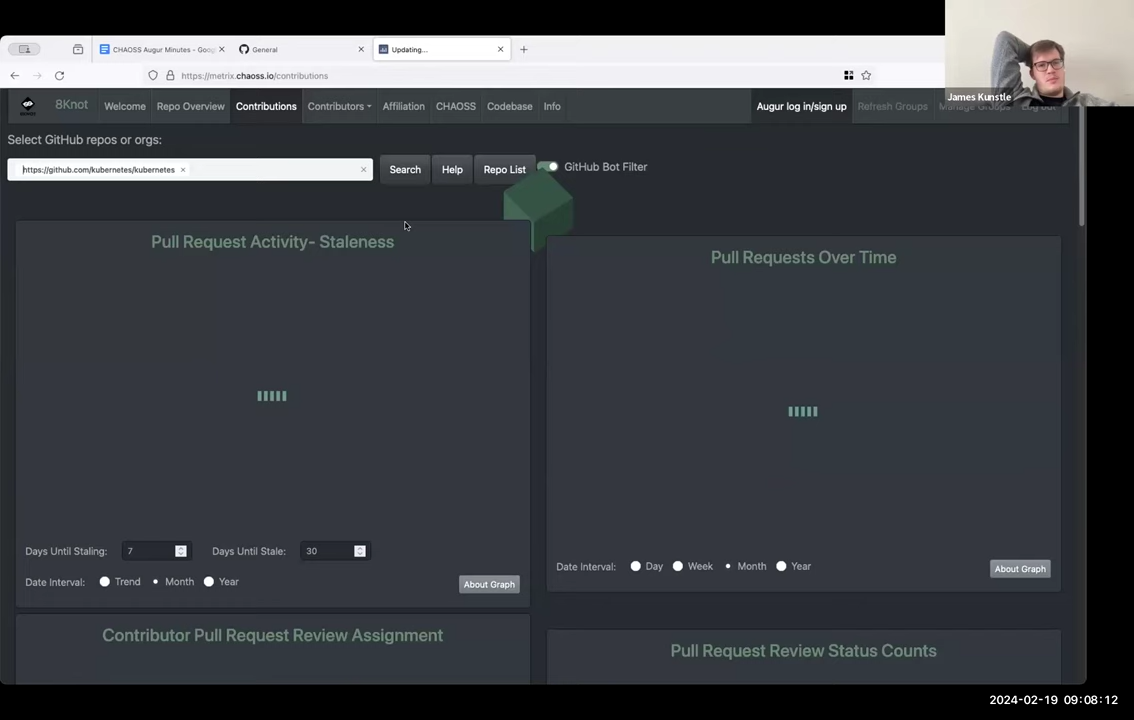 CHAOSS Augur Minutes - Goog
General
Updating...
https://metrix.chaoss.io/contributions
James Kunstle
8Knot
Welcome
Repo Overview
Contributions
Contributors
Affiliation
CHAOSS
Codebase
Info
Augur log in/sign up
Refresh Groups
Manage Groups
Log out
Select GitHub repos or orgs:
https://github.com/kubernetes/kubernetes
Search
Help
Repo List
GitHub Bot Filter
Pull Request Activity- Staleness
Pull Requests Over Time
Days Until Staling:
7
Days Until Stale:
30
Date Interval:
Trend
Month
Year
About Graph
Date Interval:
Day
Week
Month
Year
About Graph
Contributor Pull Request Review Assignment
Pull Request Review Status Counts
2024-02-19 09:08:12